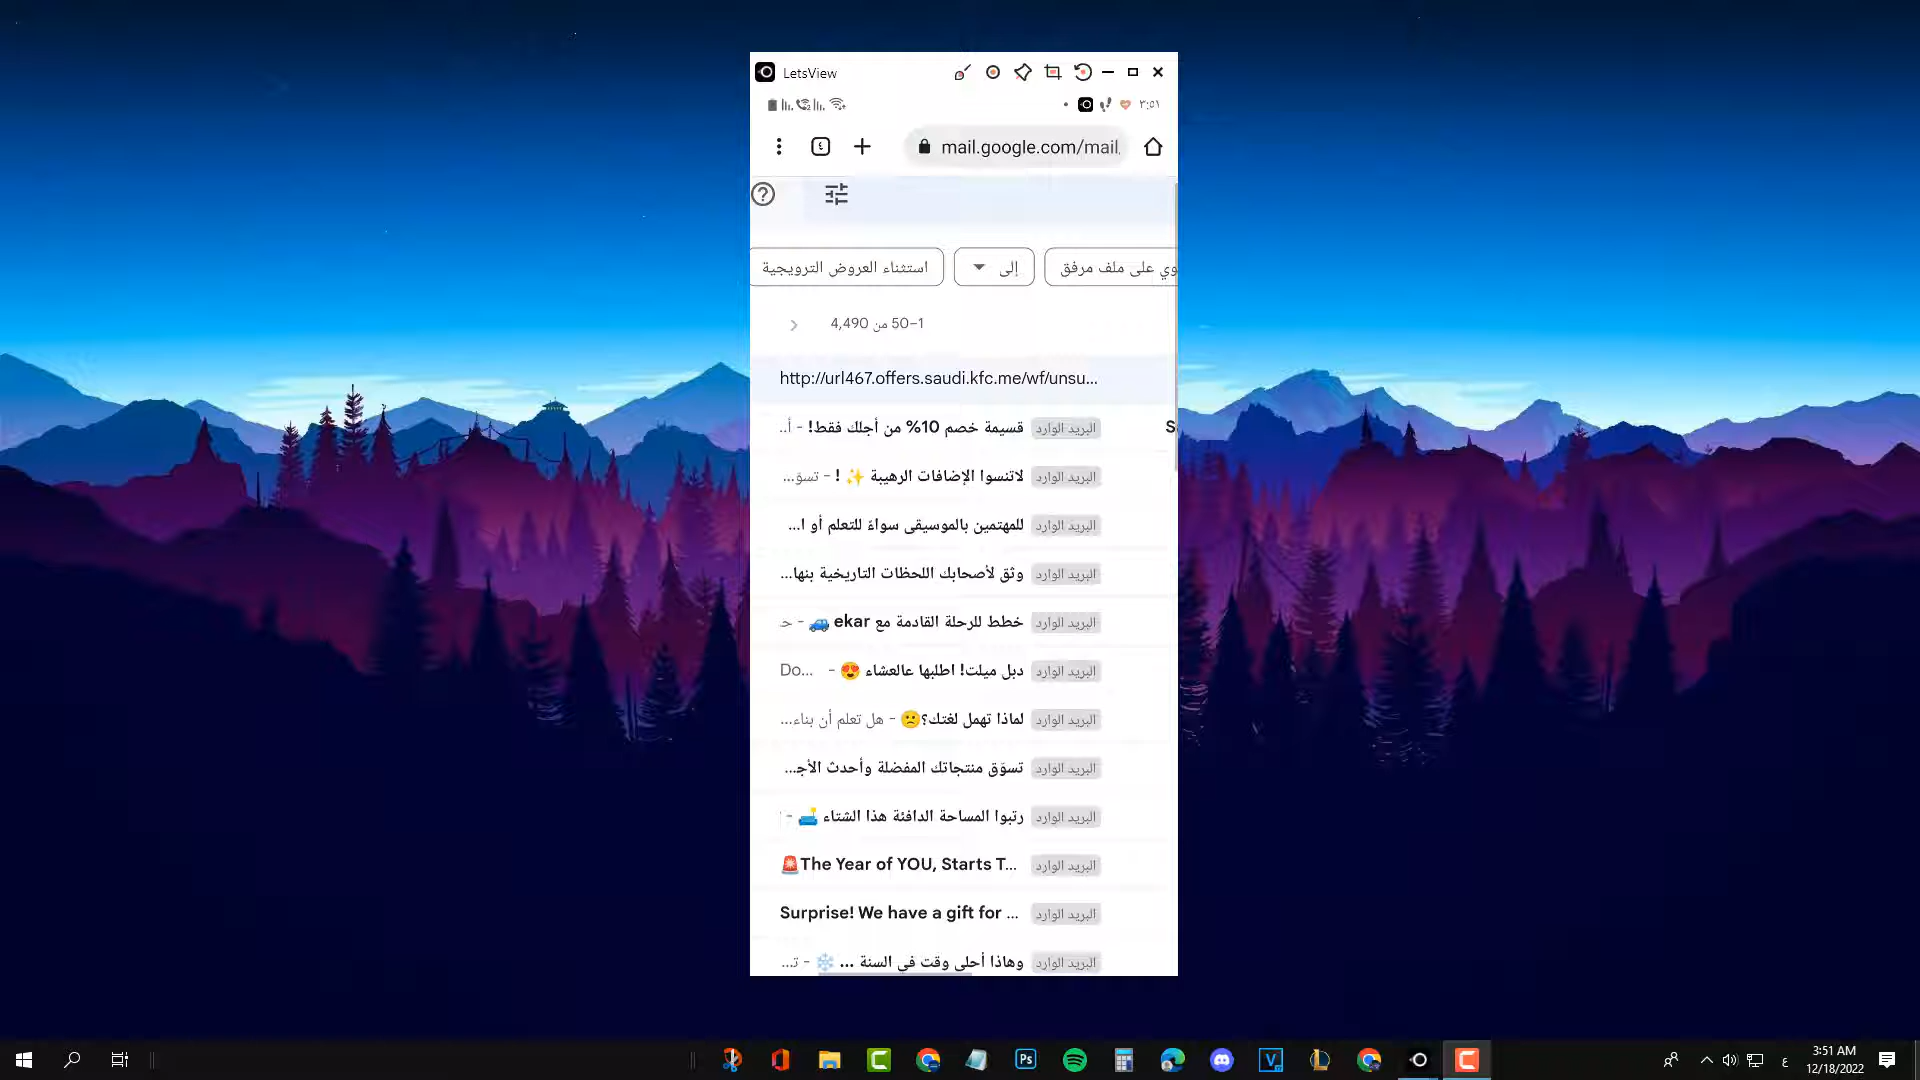 LetsView
٣:٥١
٤
mail.google.com/mail
وي على ملف مرفق
إلى
استثناء العروض الترويجية
1–50 من 4,490
http://url467.offers.saudi.kfc.me/wf/unsu...
S
البريد الوارد قسيمة خصم 10% من أجلك فقط! - أ...
البريد الوارد لاتنسوا الإضافات الرهيبة ✨ ! - تسوّ...
البريد الوارد للمهتمين بالموسيقى سواءً للتعلم أو ا...
البريد الوارد وثق لأصحابك اللحظات التاريخية بنها...
البريد الوارد خطط للرحلة القادمة مع ekar 🚙 - حـ
البريد الوارد دبل ميلت! اطلبها عالعشاء 😍 - Do...
البريد الوارد لماذا تهمل لغتك؟🙁 - هل تعلم أن بناء...
البريد الوارد تسوّق منتجاتك المفضلة وأحدث الأجـ...
البريد الوارد رتبوا المساحة الدافئة هذا الشتاء 🛋️ -
البريد الوارد 🚨The Year of YOU, Starts T...
البريد الوارد Surprise! We have a gift for ...
البريد الوارد وهاذا أحلى وقت في السنة ... ❄️ - تـ...
Ps
V
ع
3:51 AM
12/18/2022